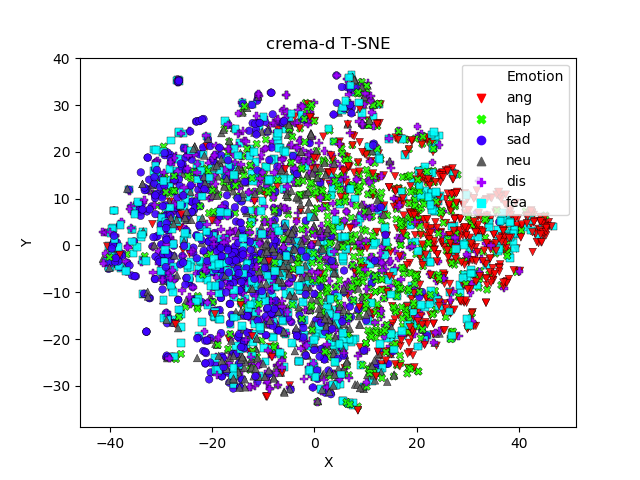 crema-d T-SNE
Emotion
ang
hap
sad
neu
dis
fea
40
30
20
10
0
−10
−20
−30
Y
−40
−20
0
20
40
X